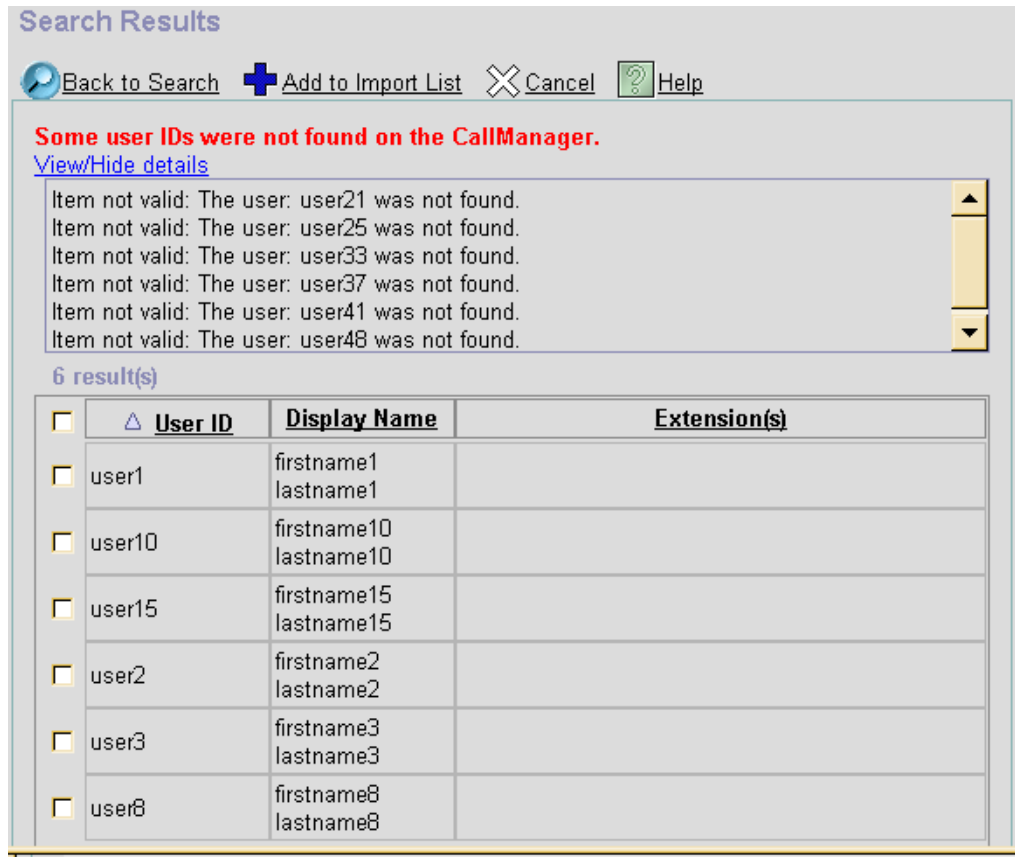 Search Results
Back to Search Add to Import List Cancel ? Help
Some user IDs were not found on the CallManager.
View/Hide details
Item not valid: The user: user21 was not found.
Item not valid: The user: user25 was not found.
Item not valid: The user: user33 was not found.
Item not valid: The user: user37 was not found.
Item not valid: The user: user41 was not found.
Item not valid: The user: user48 was not found.
6 result(s)
User ID Display Name Extension(s)
user1 firstname1
lastname1
user10 firstname10
lastname10
user15 firstname15
lastname15
user2 firstname2
lastname2
user3 firstname3
lastname3
user8 firstname8
lastname8